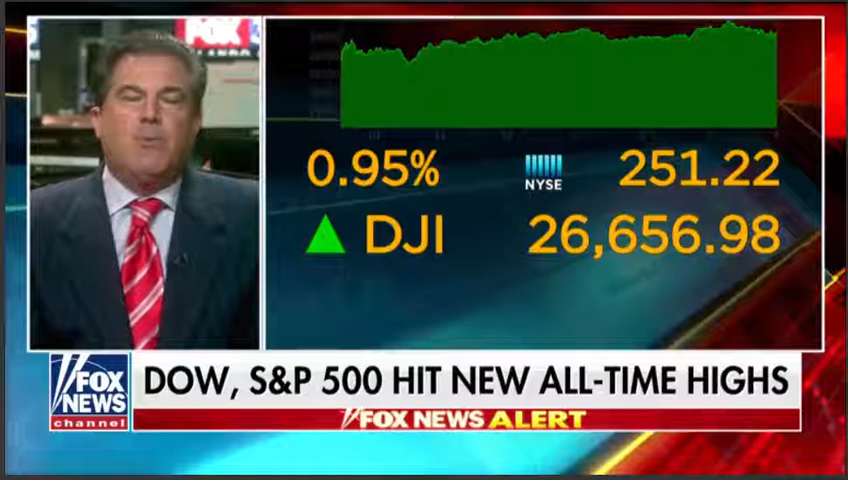 FOX
0.95%
NYSE
251.22
DJI
26,656.98
FOX
NEWS
channel
DOW, S&P 500 HIT NEW ALL-TIME HIGHS
FOX NEWS ALERT